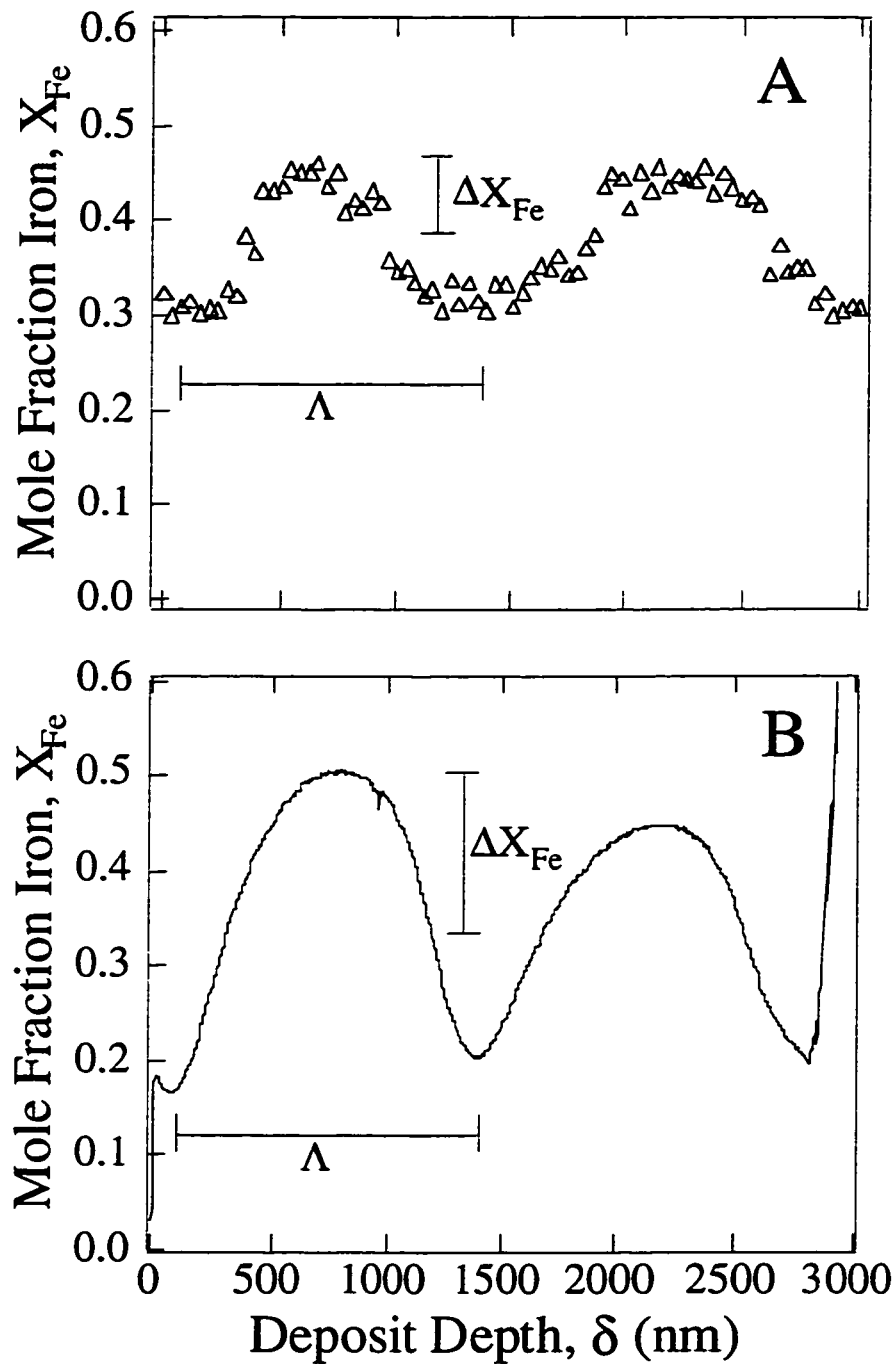 Mole Fraction Iron, X_Fe
0.6
0.5
0.4
0.3
0.2
0.1
0.0
A
ΔX_Fe
Λ
Mole Fraction Iron, X_Fe
0.6
0.5
0.4
0.3
0.2
0.1
0.0
B
ΔX_Fe
Λ
0 500 1000 1500 2000 2500 3000
Deposit Depth, δ (nm)